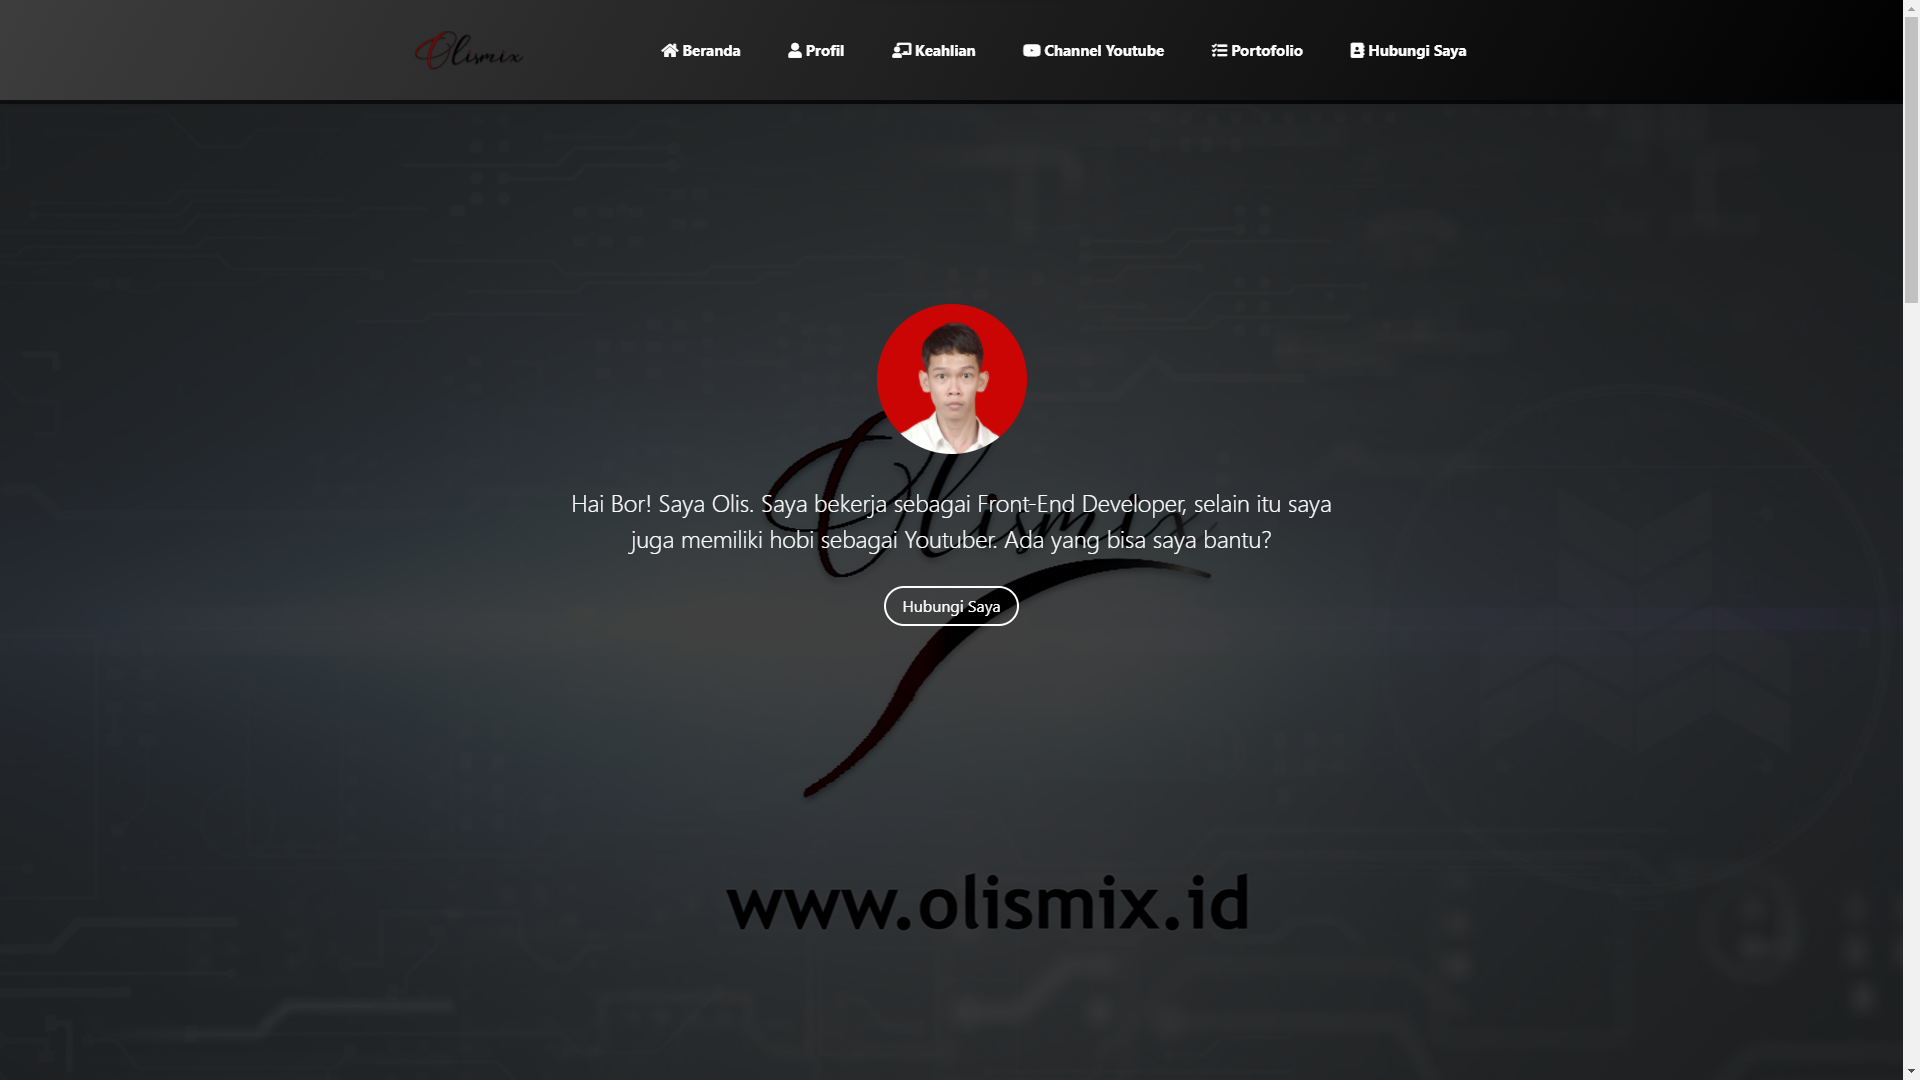 Olismix
Beranda
Profil
Keahlian
Channel Youtube
Portofolio
Hubungi Saya
Hai Bor! Saya Olis. Saya bekerja sebagai Front-End Developer, selain itu saya
juga memiliki hobi sebagai Youtuber. Ada yang bisa saya bantu?
Olismix
Hubungi Saya
www.olismix.id